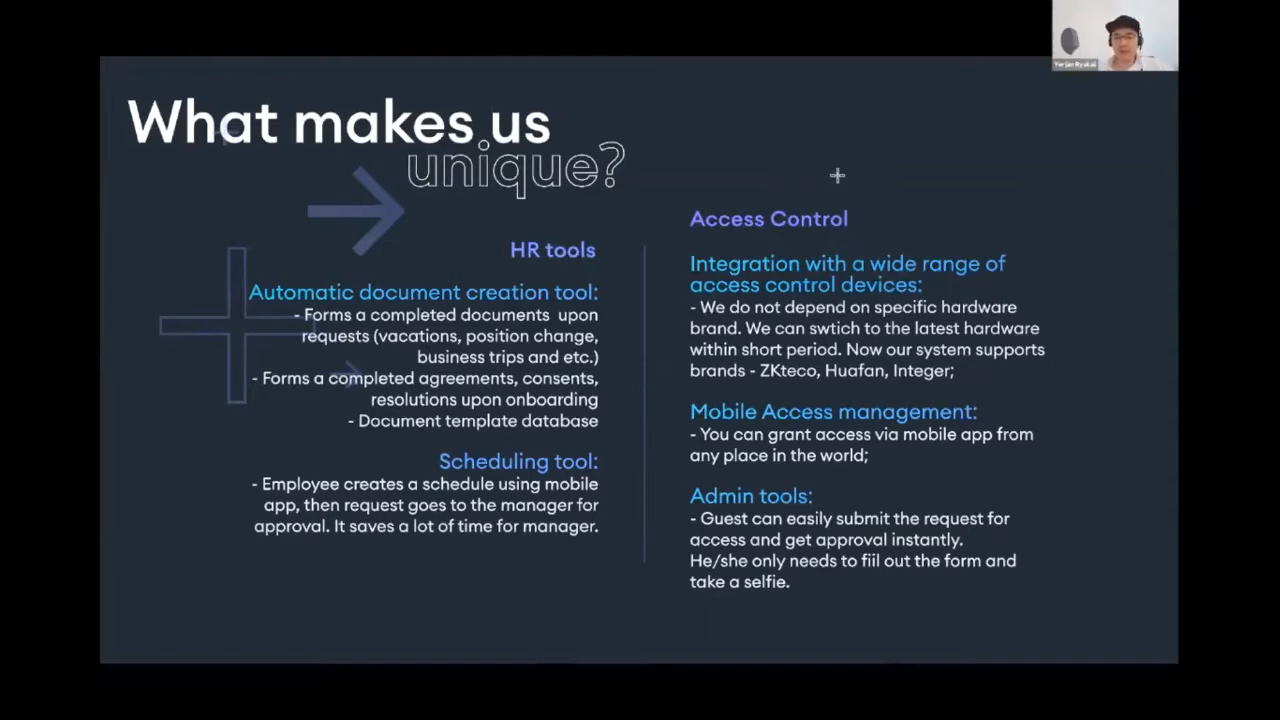 What makes us
unique?
HR tools
Automatic document creation tool:
- Forms a completed documents upon
requests (vacations, position change,
business trips and etc.)
- Forms a completed agreements, consents,
resolutions upon onboarding
- Document template database
Scheduling tool:
- Employee creates a schedule using mobile
app, then request goes to the manager for
approval. It saves a lot of time for manager.
Access Control
Integration with a wide range of
access control devices:
- We do not depend on specific hardware
brand. We can swtich to the latest hardware
within short period. Now our system supports
brands - ZKteco, Huafan, Integer;
Mobile Access management:
- You can grant access via mobile app from
any place in the world;
Admin tools:
- Guest can easily submit the request for
access and get approval instantly.
He/she only needs to fiil out the form and
take a selfie.